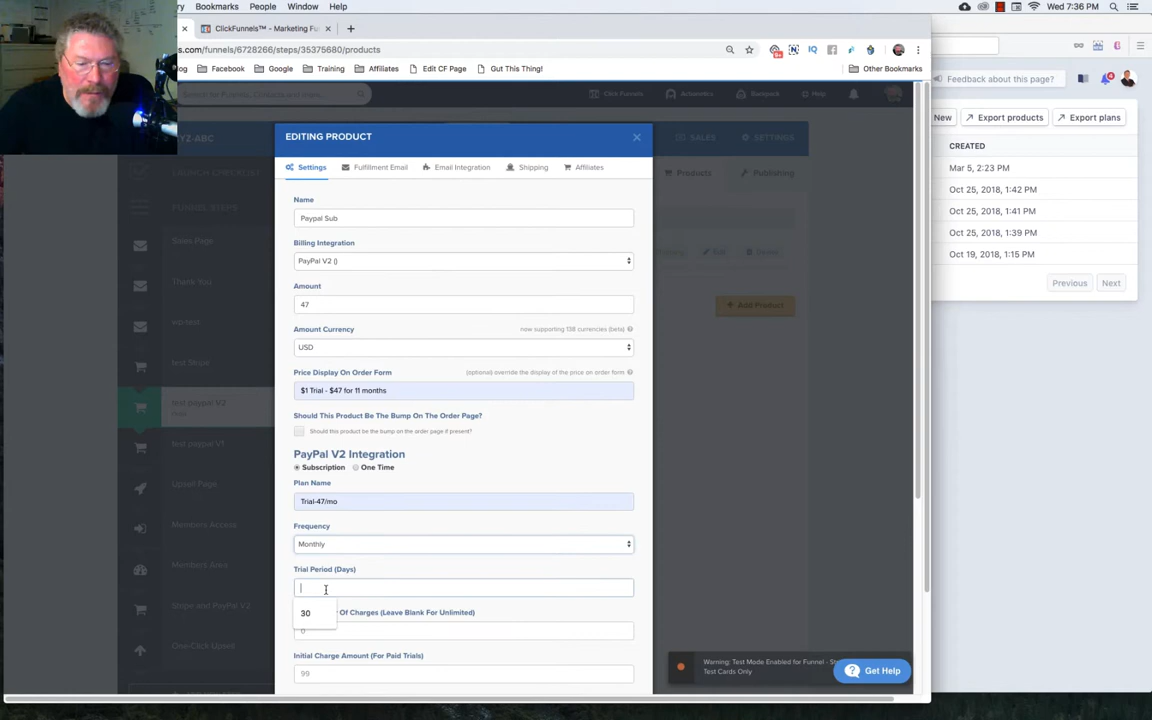 Bookmarks People Window Help
Wed 7:36 PM
ClickFunnels™ - Marketing Fu
s.com/funnels/6728266/steps/35375680/products
og Facebook Google Training Affiliates Edit CF Page Gut This Thing! Other Bookmarks
Search for Funnels, Contacts and more...
Click Funnels Actionetics Backpack Help
Feedback about this page?
New Export products Export plans
CREATED
Mar 5, 2:23 PM
Oct 25, 2018, 1:42 PM
Oct 25, 2018, 1:41 PM
Oct 25, 2018, 1:39 PM
Oct 19, 2018, 1:15 PM
Previous Next
YZ-ABC
SALES SETTINGS
LAUNCH CHECKLIST
Products Publishing
FUNNEL STEPS
Sales Page
Thank You
test Stripe
test paypal V2
test paypal V1
Upsell Page
Members Access
Members Area
Stripe and PayPal V2
One-Click Upsell
Edit Delete
+ Add Product
EDITING PRODUCT
Settings Fulfillment Email Email Integration Shipping Affiliates
Name
Paypal Sub
Billing Integration
PayPal V2 ()
Amount
47
Amount Currency
now supporting 138 currencies (beta)
USD
Price Display On Order Form
(optional) override the display of the price on order form
$1 Trial - $47 for 11 months
Should This Product Be The Bump On The Order Page?
Should this product be the bump on the order page if present?
PayPal V2 Integration
Subscription One Time
Plan Name
Trial-47/mo
Frequency
Monthly
Trial Period (Days)
30
Of Charges (Leave Blank For Unlimited)
0
Initial Charge Amount (For Paid Trials)
99
Warning: Test Mode Enabled for Funnel - St
Test Cards Only
Get Help